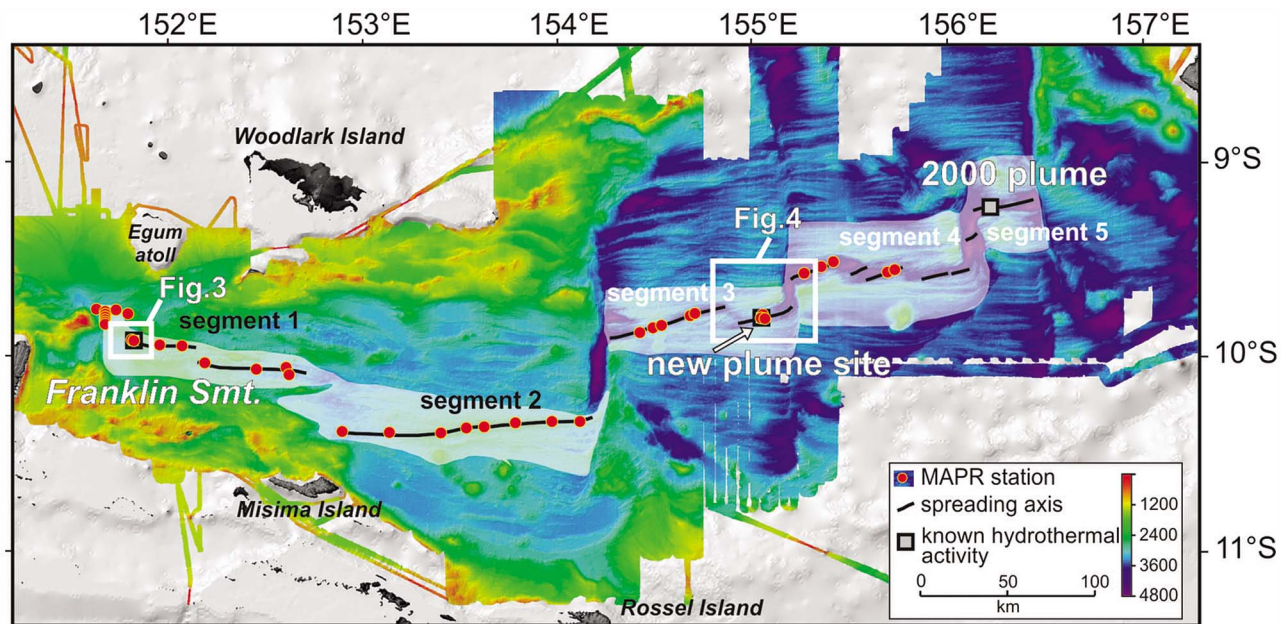 152°E
153°E
154°E
155°E
156°E
157°E
Woodlark Island
9°S
2000 plume
Egum
atoll
Fig.4
segment 4
segment 5
Fig.3
segment 3
segment 1
10°S
new plume site
Franklin Smt.
segment 2
MAPR station
spreading axis
known hydrothermal
activity
0 50 100
km
1200
2400
3600
4800
Misima Island
11°S
Rossel Island